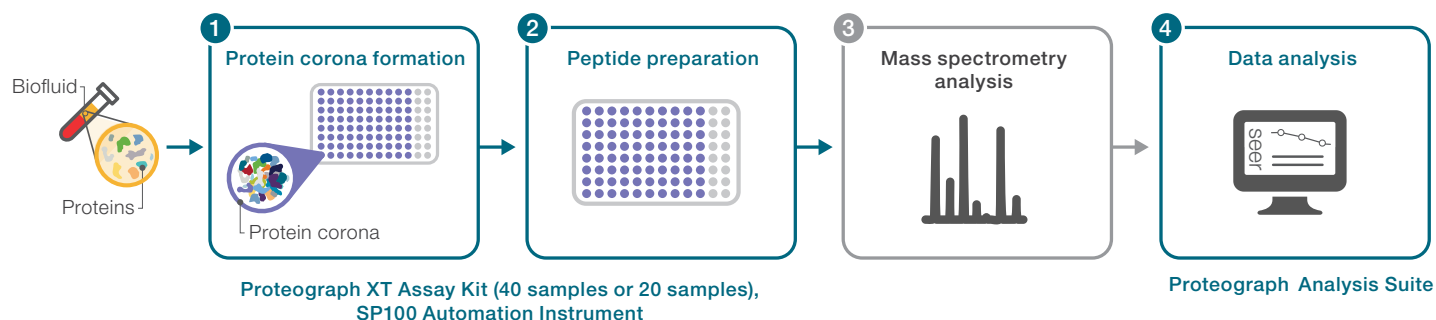 1
Protein corona formation
Biofluid
Proteins
Protein corona
2
Peptide preparation
3
Mass spectrometry
analysis
4
Data analysis
seer
Proteograph XT Assay Kit (40 samples or 20 samples),
SP100 Automation Instrument
Proteograph Analysis Suite